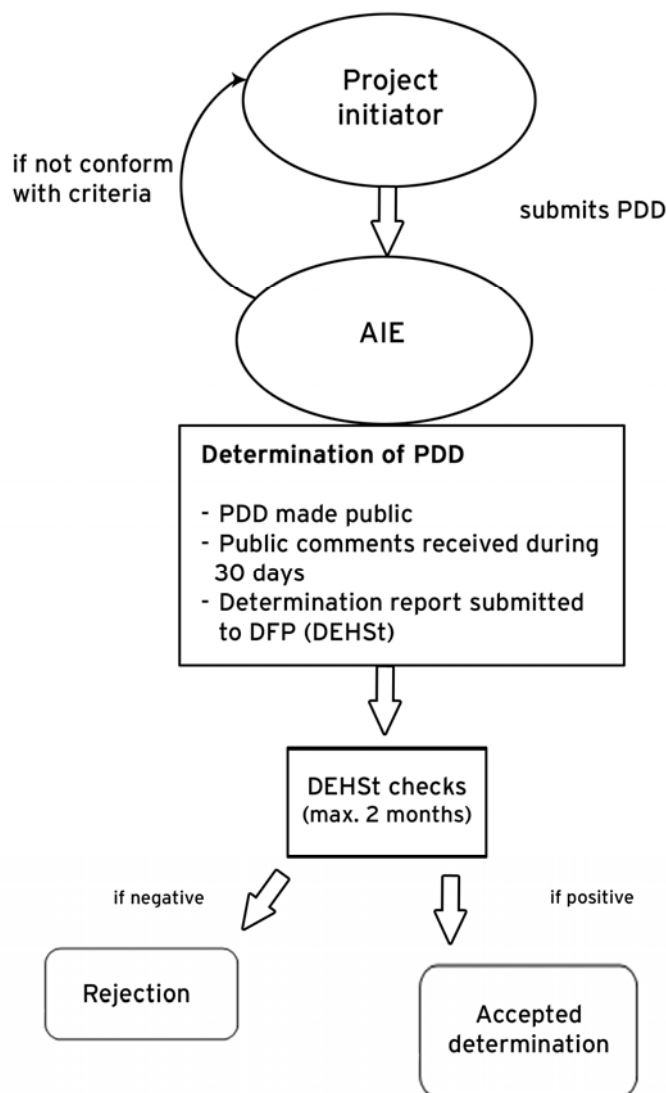 Project
initiator
if not conform
with criteria
submits PDD
AIE
Determination of PDD
- PDD made public
- Public comments received during
30 days
- Determination report submitted
to DFP (DEHSt)
DEHSt checks
(max. 2 months)
if negative
if positive
Rejection
Accepted
determination